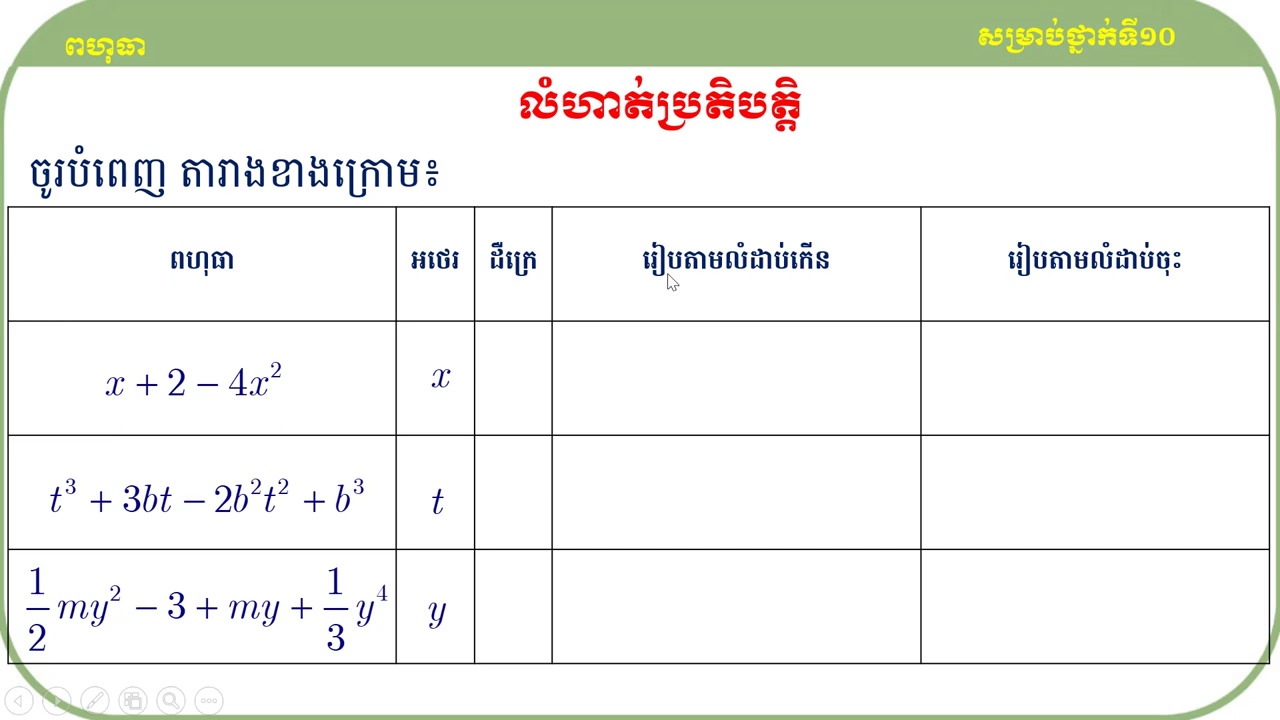 ពហុធា
សម្រាប់ថ្នាក់ទី១០
លំហាត់ប្រតិបត្តិ
ចូរបំពេញ តារាងខាងក្រោម៖
ពហុធា អថេរ ដឺក្រេ រៀបតាមលំដាប់កើន រៀបតាមលំដាប់ចុះ
x + 2 − 4x² x
t³ + 3bt − 2b²t² + b³ t
1/2 my² − 3 + my + 1/3 y⁴ y